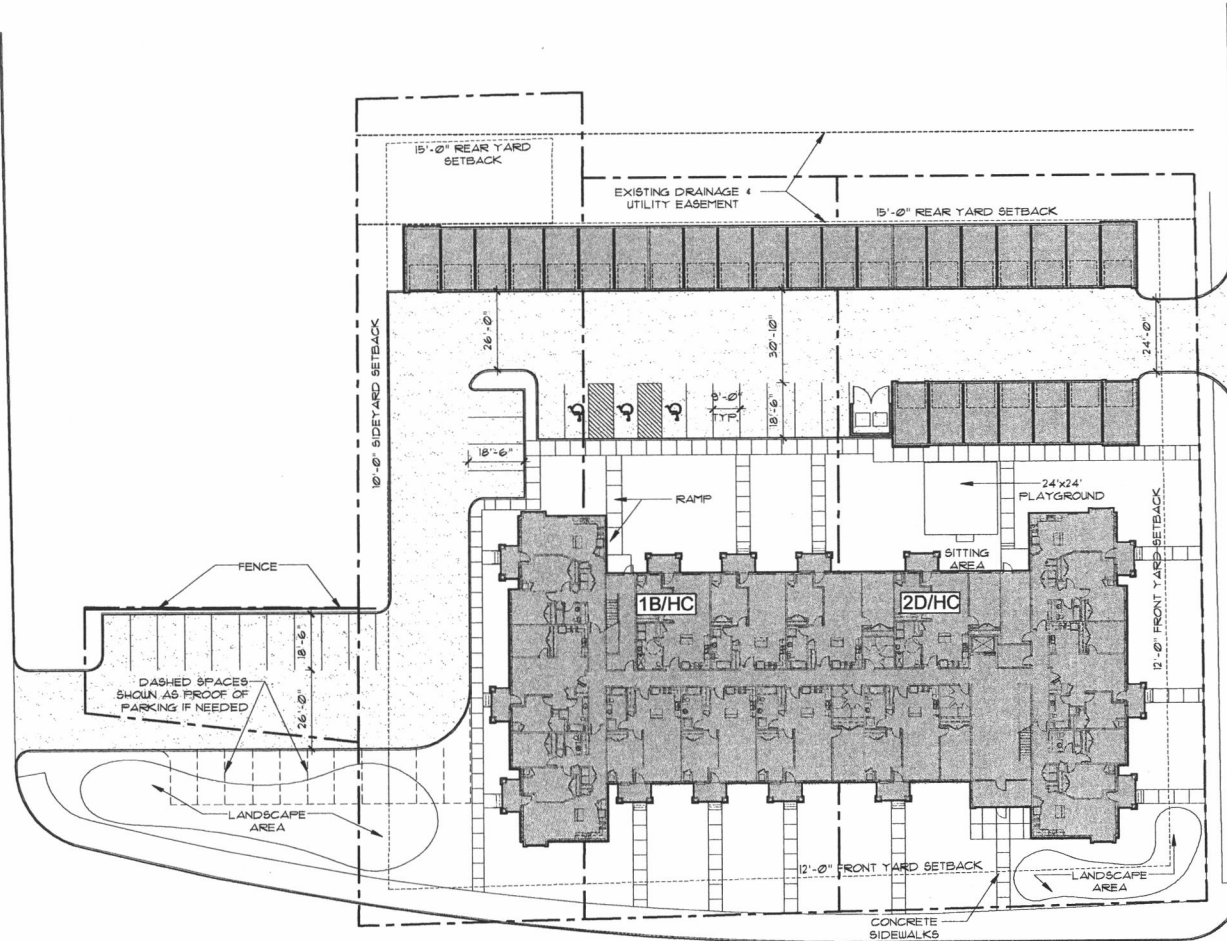 15'-0" REAR YARD
SETBACK
EXISTING DRAINAGE &
UTILITY EASEMENT
15'-0" REAR YARD SETBACK
10'-0" SIDEYARD SETBACK
26'-0"
30'-10"
24'-0"
9'-0"
TYP.
18'-6"
18'-6"
RAMP
24'x24'
PLAYGROUND
SITTING
AREA
12'-0" FRONT YARD SETBACK
FENCE
1B/HC
2D/HC
18'-6"
DASHED SPACES
SHOWN AS PROOF OF
PARKING IF NEEDED
26'-0"
LANDSCAPE
AREA
12'-0" FRONT YARD SETBACK
LANDSCAPE
AREA
CONCRETE
SIDEWALKS